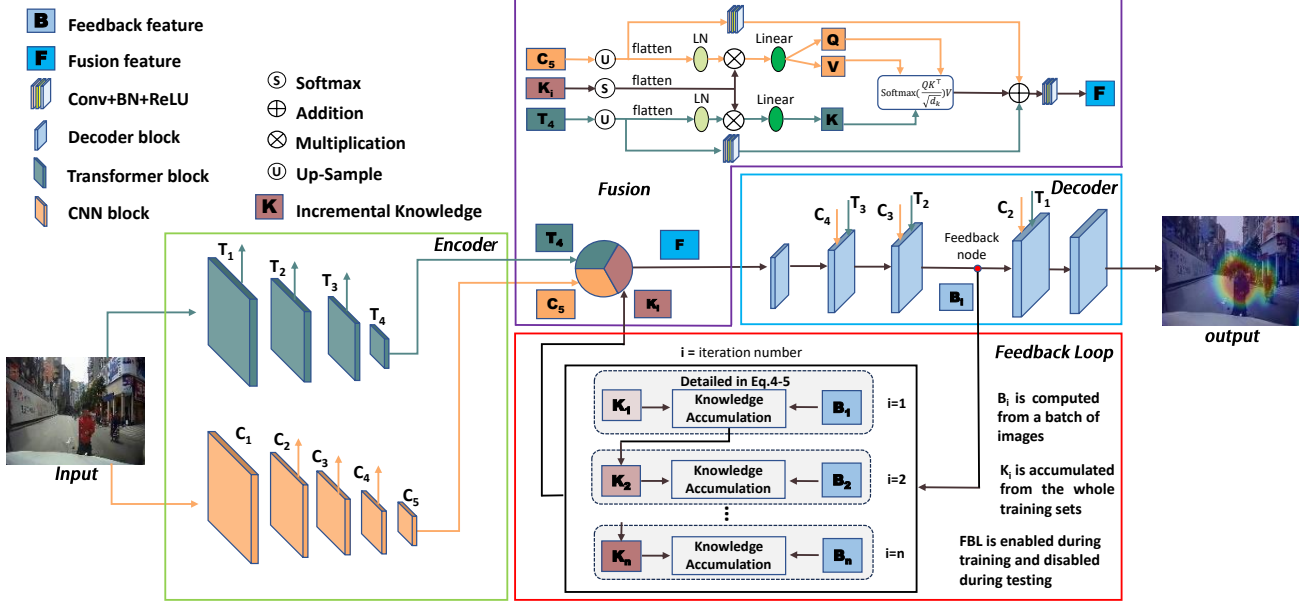 B Feedback feature
F Fusion feature
Conv+BN+ReLU
Decoder block
Transformer block
CNN block
S Softmax
Addition
Multiplication
U Up-Sample
K Incremental Knowledge
C5 U flatten LN Linear Q
V
Ki S flatten
Softmax(QK^T/√dk)V
F
T4 U flatten LN Linear K
Fusion
Encoder
T1
T2
T3
T4
C1
C2
C3
C4
C5
Input
T4
C5
Ki
F
Decoder
C4
T3
C3
T2
C2
T1
Feedback
node
Bi
output
Feedback Loop
i = iteration number
Detailed in Eq.4-5
K1 Knowledge
Accumulation B1 i=1
K2 Knowledge
Accumulation B2 i=2
...
Kn Knowledge
Accumulation Bn i=n
Bi is computed
from a batch of
images
Ki is accumulated
from the whole
training sets
FBL is enabled during
training and disabled
during testing